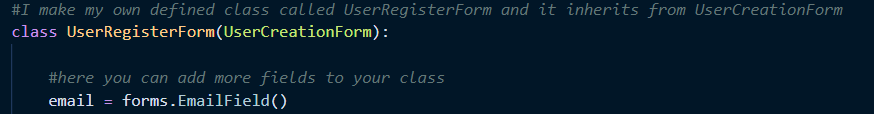 #I make my own defined class called UserRegisterForm and it inherits from UserCreationForm
class UserRegisterForm(UserCreationForm):
#here you can add more fields to your class
email = forms.EmailField()